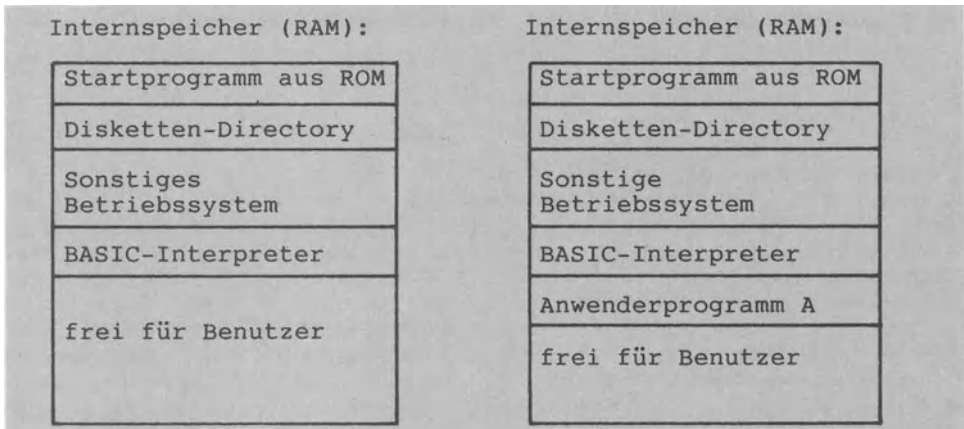 Internspeicher (RAM):
Startprogramm aus ROM
Disketten-Directory
Sonstiges
Betriebssystem
BASIC-Interpreter
frei für Benutzer
Internspeicher (RAM):
Startprogramm aus ROM
Disketten-Directory
Sonstige
Betriebssystem
BASIC-Interpreter
Anwenderprogramm A
frei für Benutzer